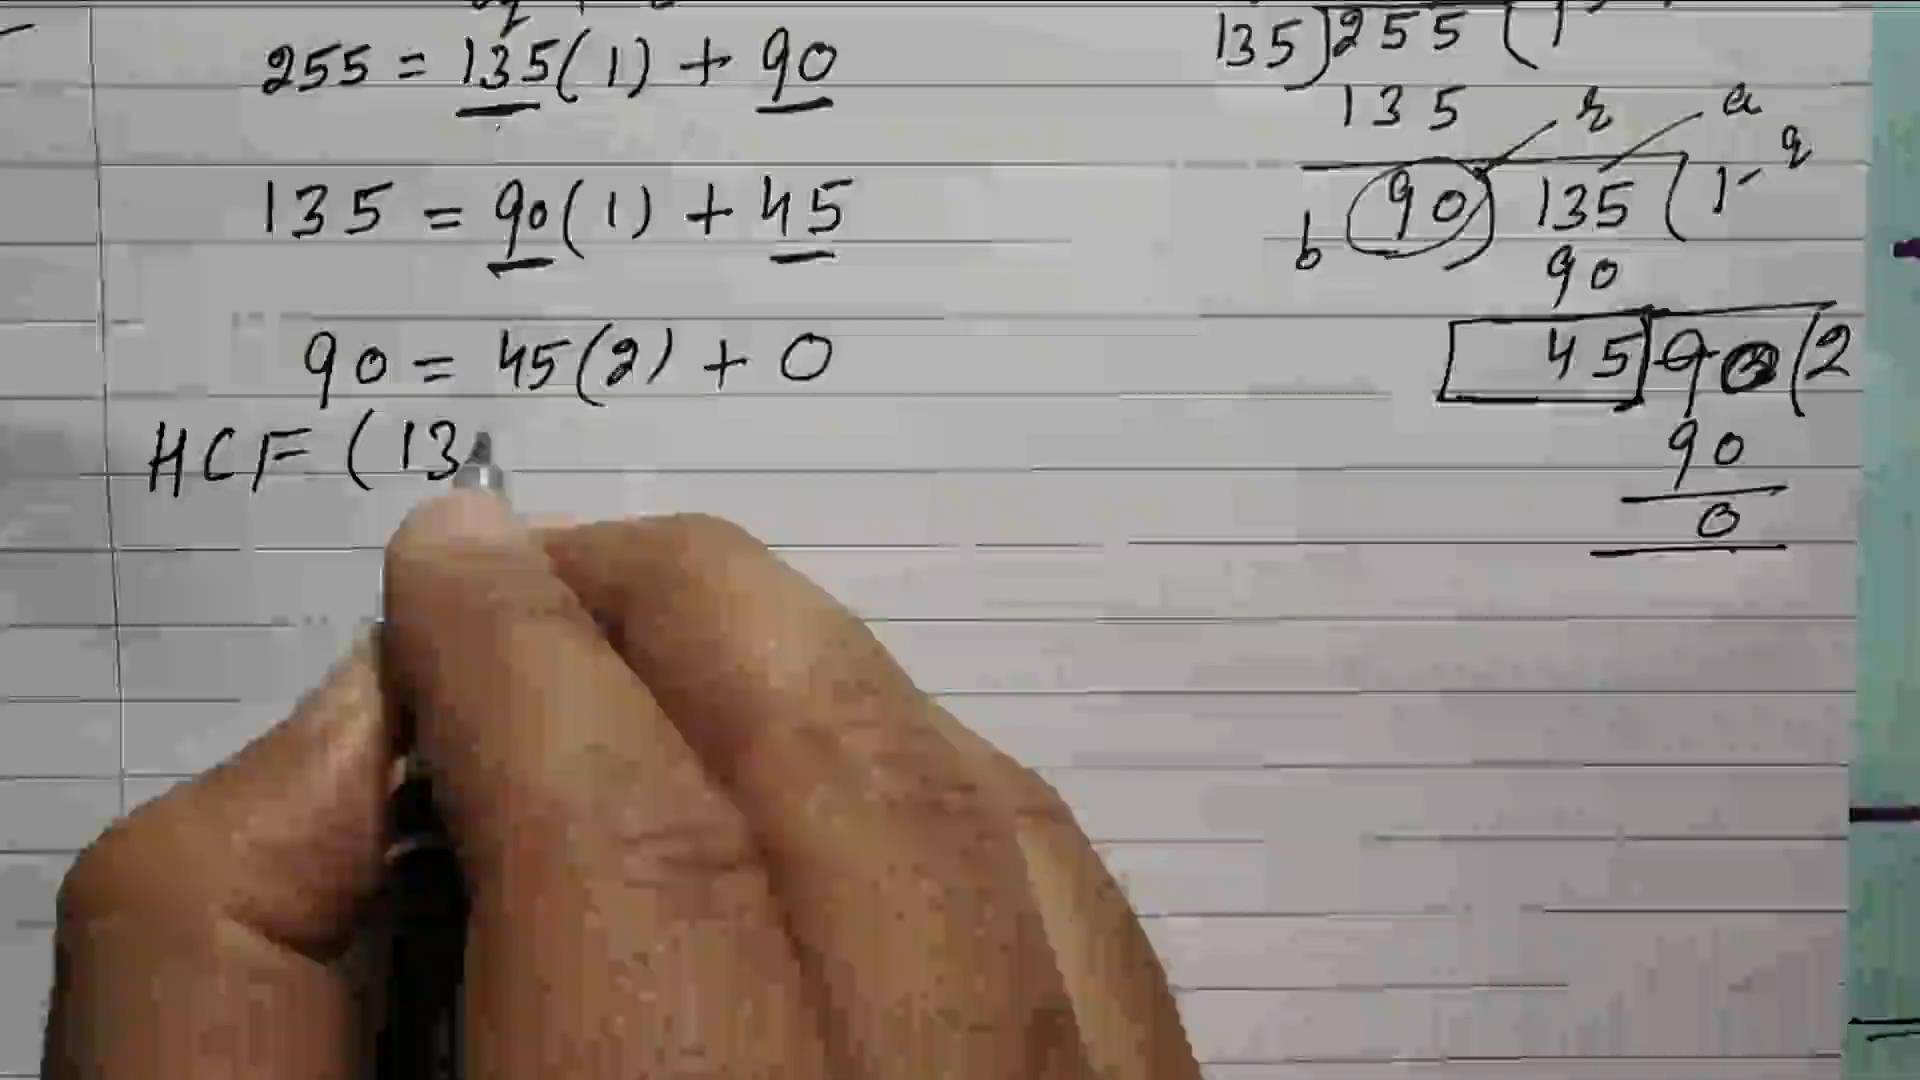 255 = 135(1) + 90
135 = 90(1) + 45
90 = 45(2) + 0
HCF (13
135)255(1
135
r
a
q
b 90) 135(1
90
45)90(2
90
0